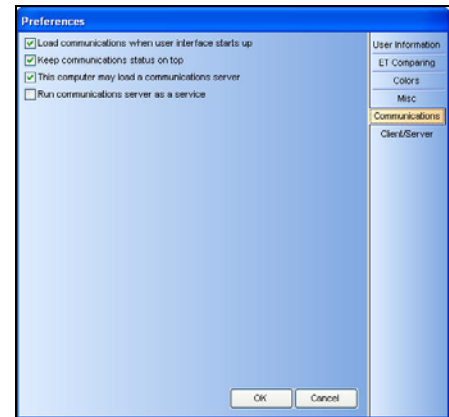 Preferences
Load communications when user interface starts up
Keep communications status on top
This computer may load a communications server
Run communications server as a service
User Information
ET Comparing
Colors
Misc
Communications
Client/Server
OK
Cancel